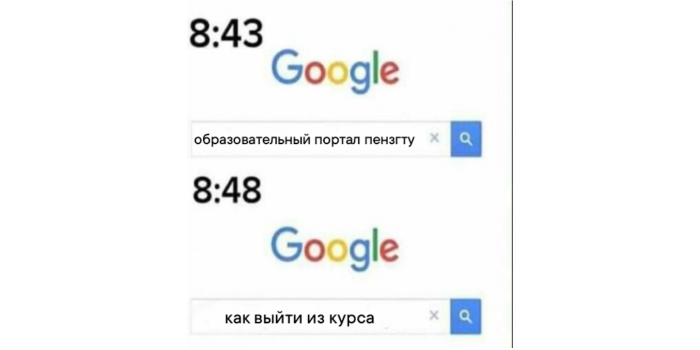 8:43
Google
образовательный портал пензгту
8:48
Google
как выйти из курса